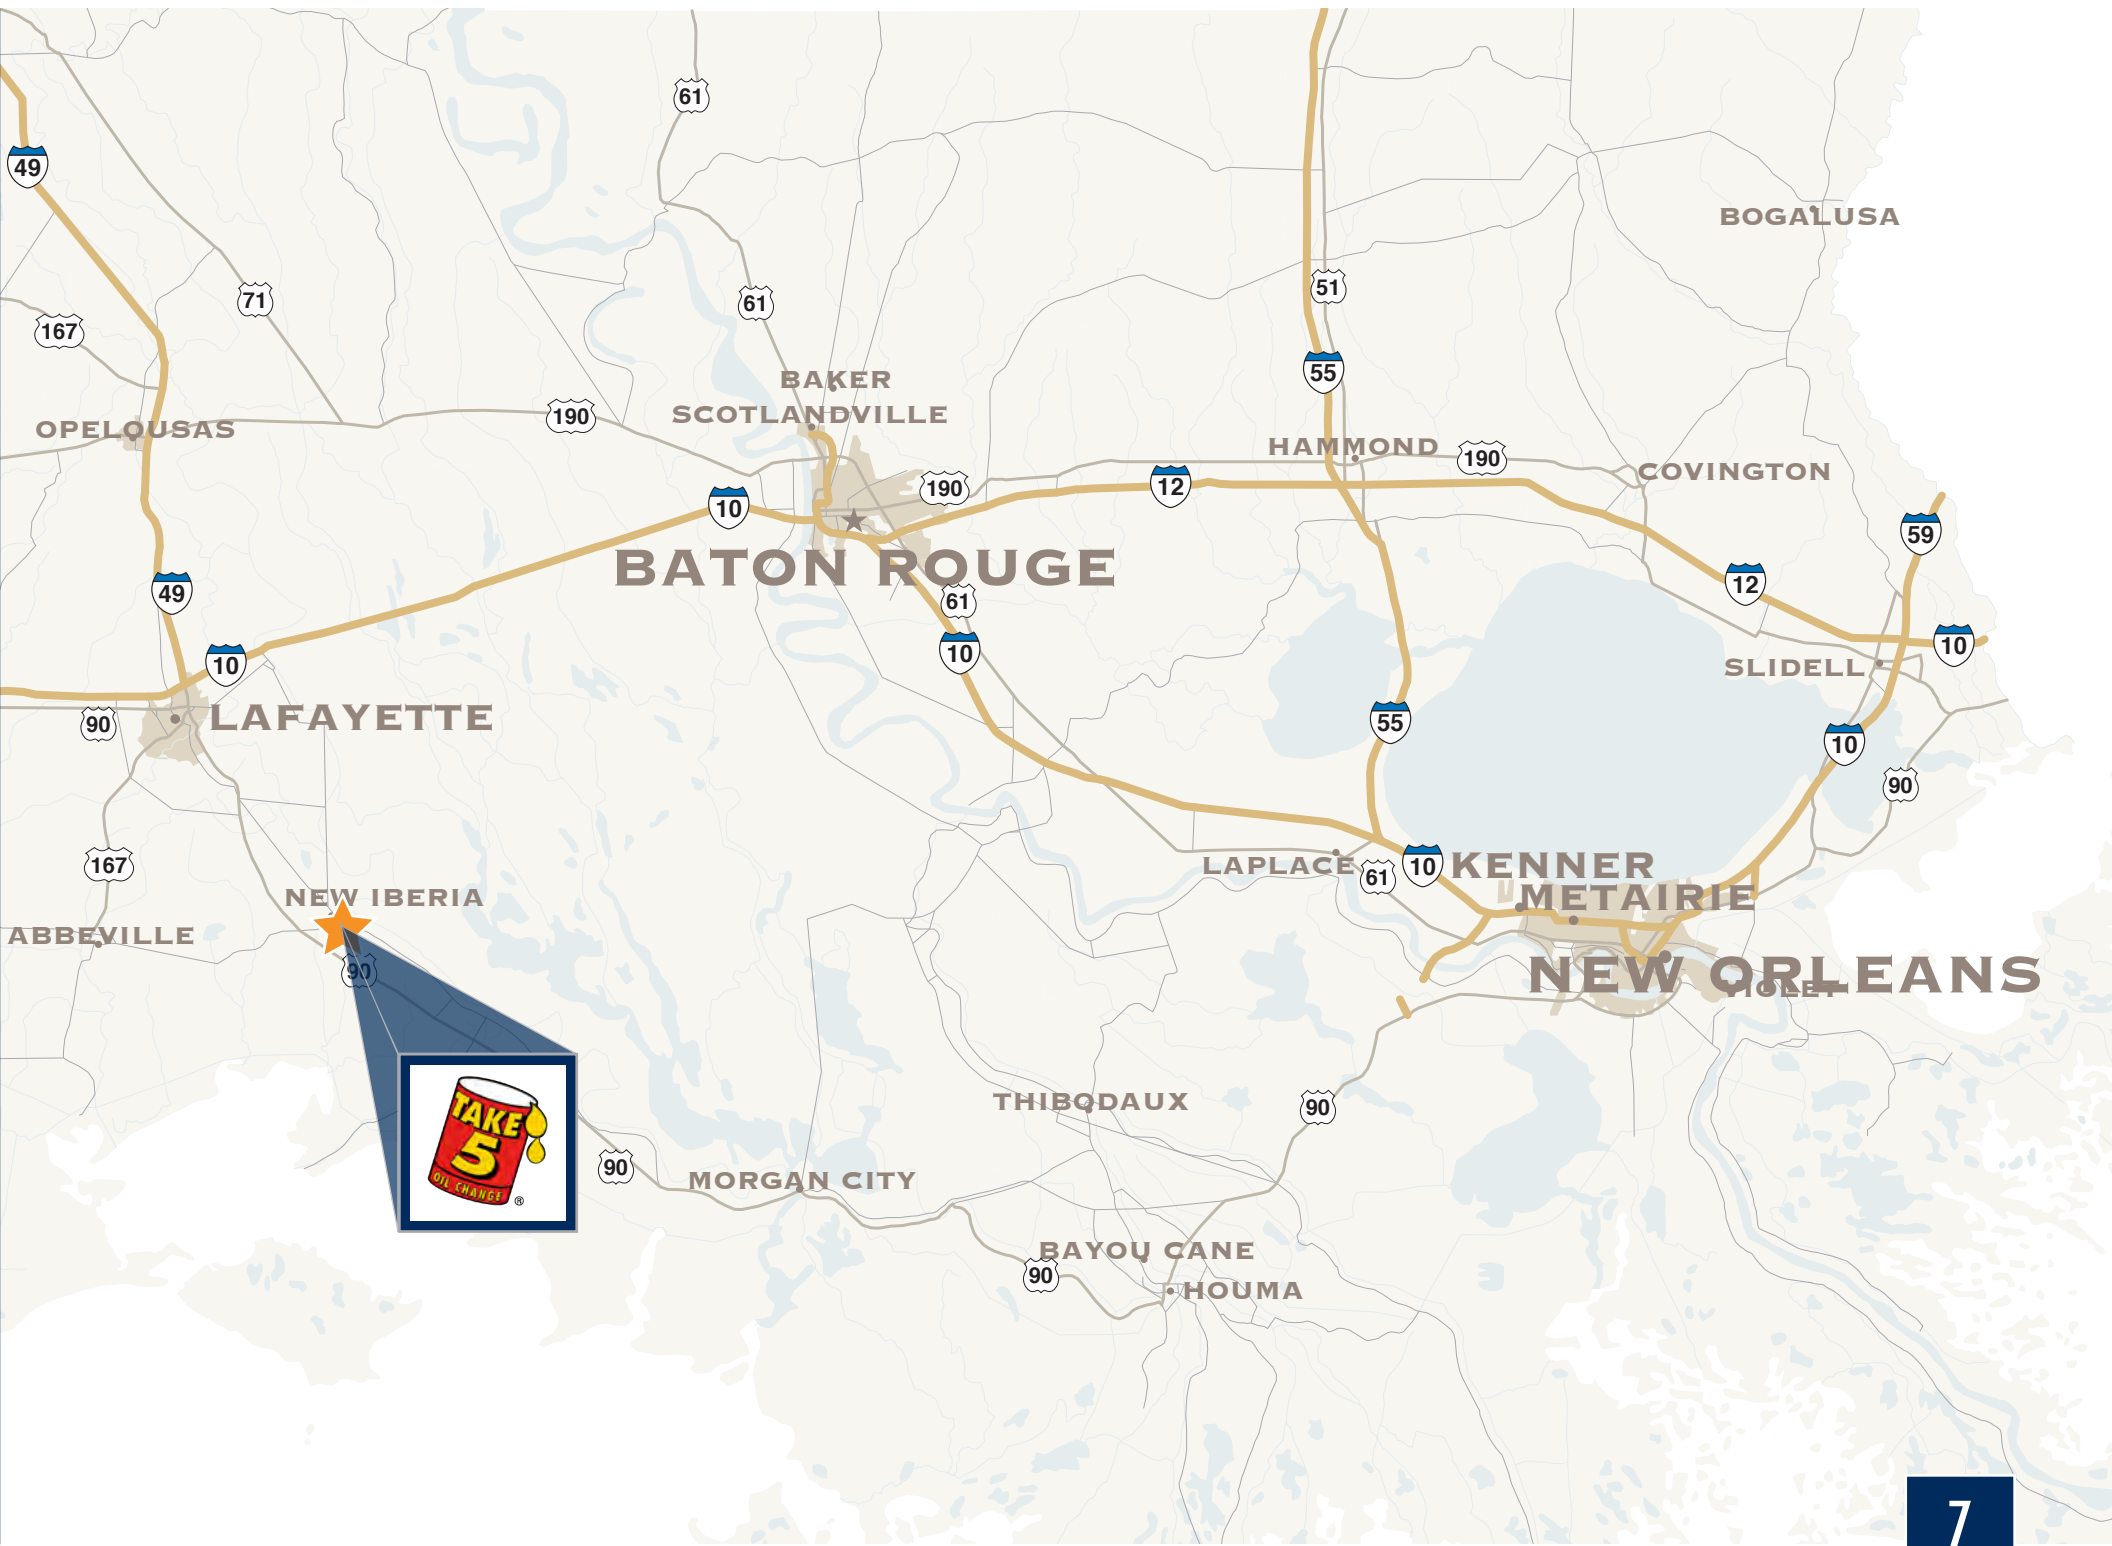 61
49
BOGALUSA
51
71
61
167
55
BAKER
190
SCOTLANDVILLE
OPELOUSAS
HAMMOND
190
COVINGTON
190
12
10
59
BATON ROUGE
12
49
61
10
10
10
SLIDELL
LAFAYETTE
90
55
10
90
167
LAPLACE
61
10
KENNER
METAIRIE
NEW IBERIA
ABBEVILLE
90
NEW ORLEANS
VIOLET
THIBODAUX
90
TAKE
5
OIL CHANGE
®
90
MORGAN CITY
BAYOU CANE
90
HOUMA
7